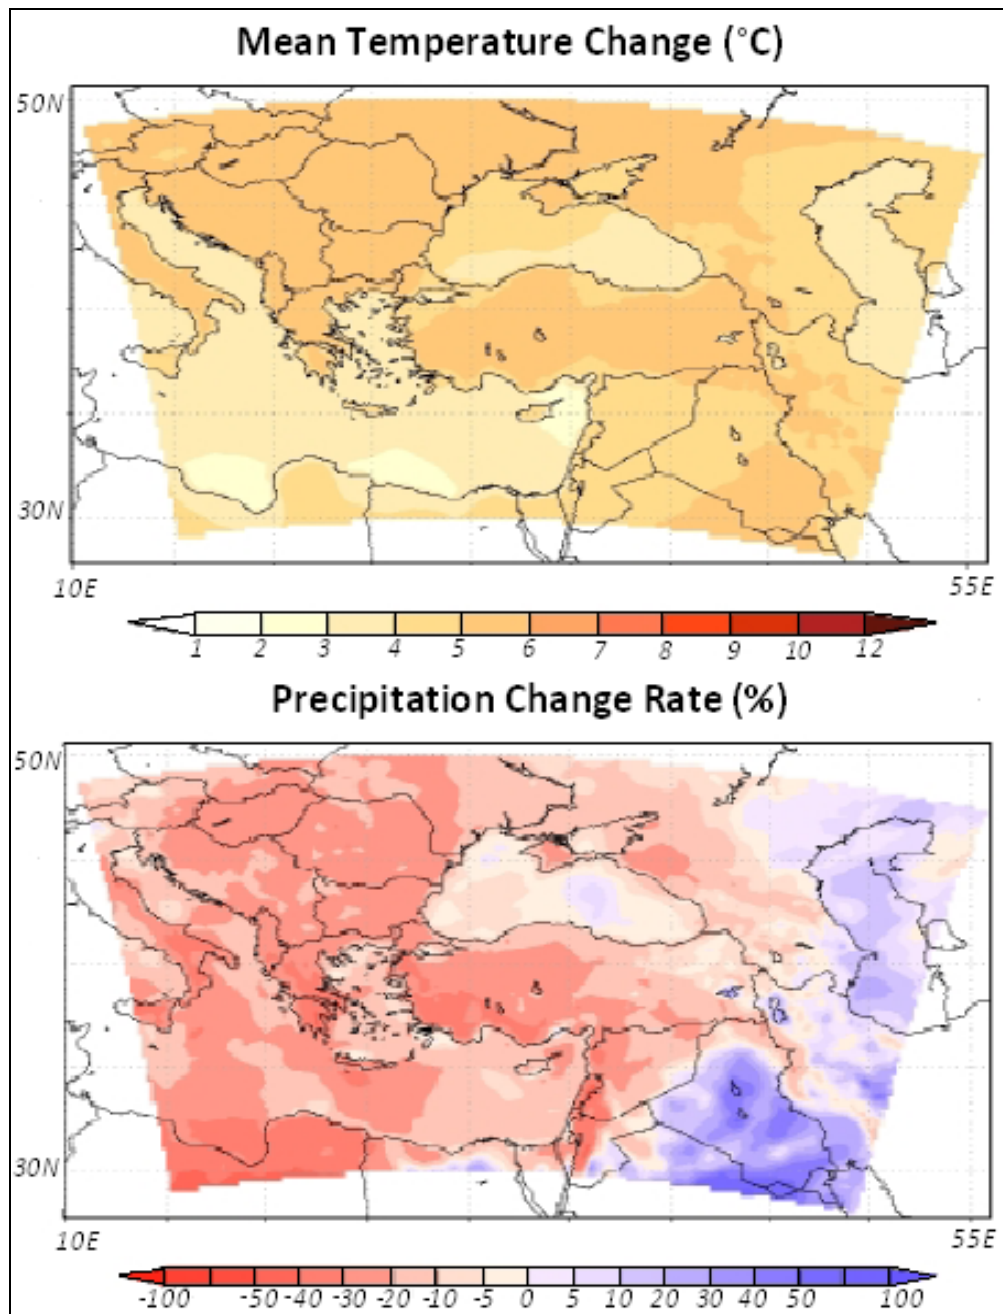 Mean Temperature Change (°C)
50N
30N
10E 55E
1 2 3 4 5 6 7 8 9 10 12
Precipitation Change Rate (%)
50N
30N
10E 55E
-100 -50 -40 -30 -20 -10 -5 0 5 10 20 30 40 50 100